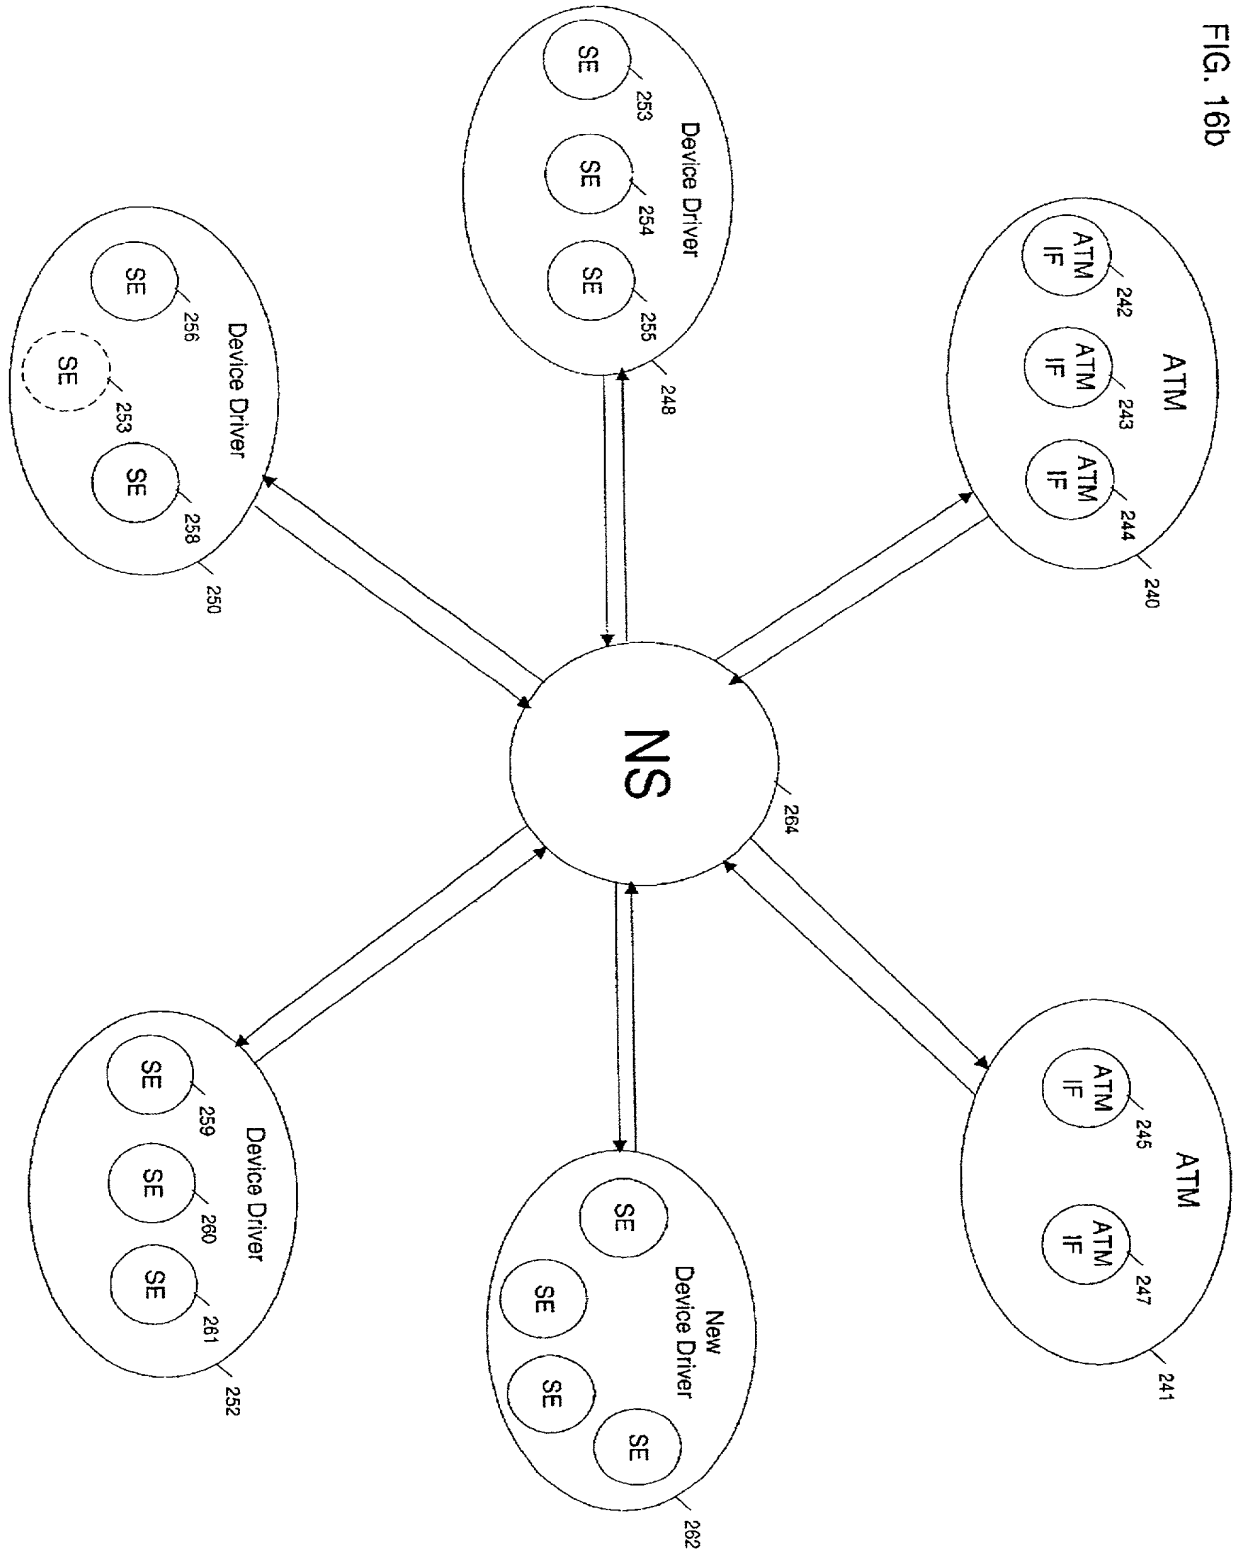 FIG. 16b
ATM
ATM
IF
242
ATM
IF
243
ATM
IF
244
240
ATM
ATM
IF
245
ATM
IF
247
241
Device Driver
SE
253
SE
254
SE
255
248
NS
264
New
Device Driver
SE
SE
SE
SE
262
Device Driver
SE
256
SE
253
SE
258
250
Device Driver
SE
259
SE
260
SE
261
252